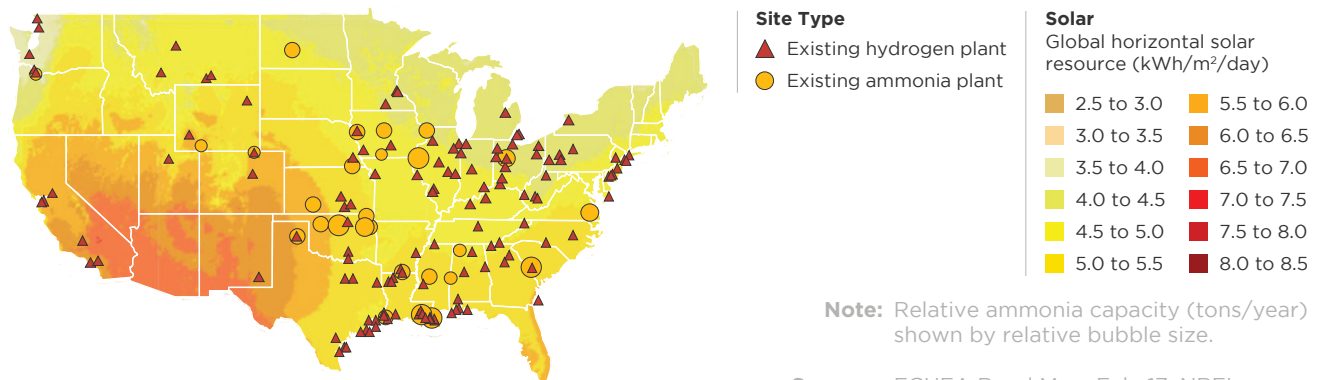 Site Type
Existing hydrogen plant
Existing ammonia plant
Solar
Global horizontal solar
resource (kWh/m²/day)
2.5 to 3.0
3.0 to 3.5
3.5 to 4.0
4.0 to 4.5
4.5 to 5.0
5.0 to 5.5
5.5 to 6.0
6.0 to 6.5
6.5 to 7.0
7.0 to 7.5
7.5 to 8.0
8.0 to 8.5
Note: Relative ammonia capacity (tons/year)
shown by relative bubble size.